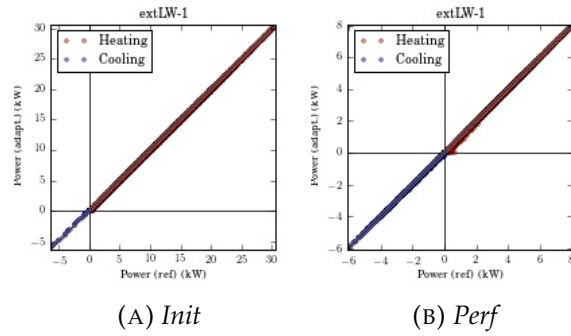 extLW-1
Heating
Cooling
30
25
20
15
10
5
0
−5
−5 0 5 10 15 20 25 30
Power (adapt.) (kW)
Power (ref) (kW)
(A) Init
extLW-1
Heating
Cooling
8
6
4
2
0
−2
−4
−6
−6 −4 −2 0 2 4 6 8
Power (adapt.) (kW)
Power (ref) (kW)
(B) Perf